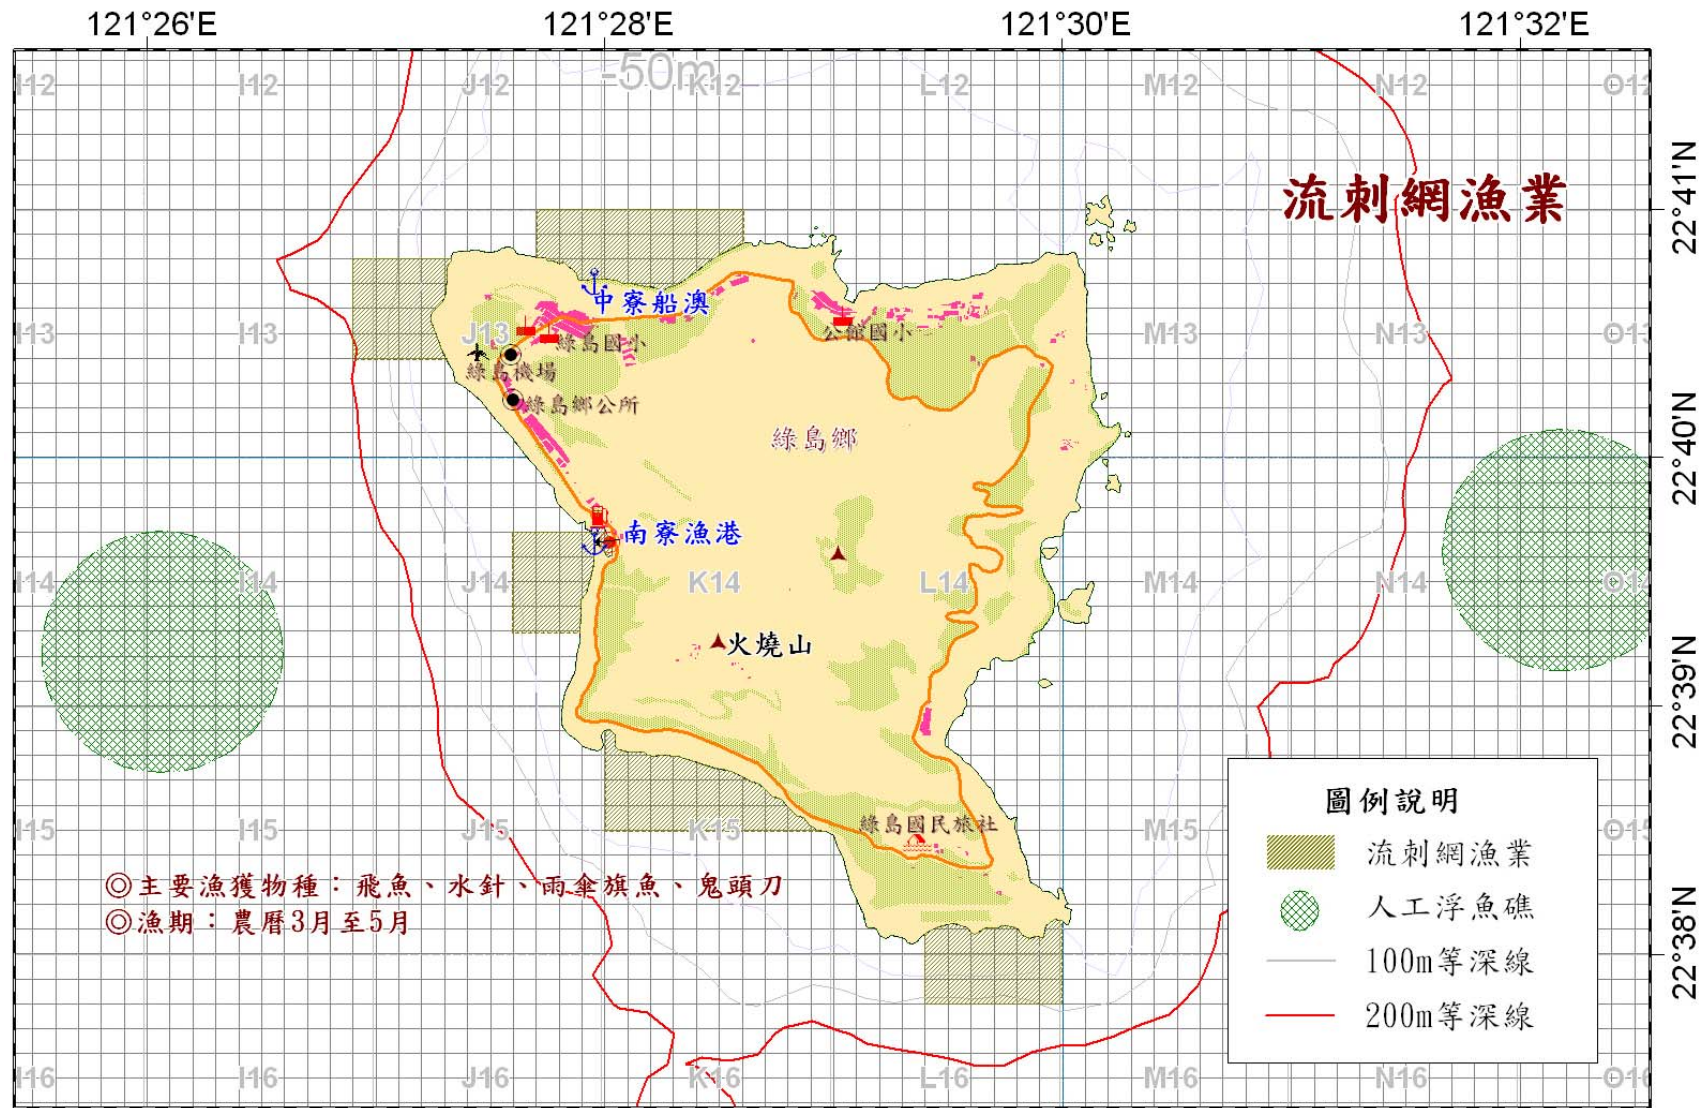 121°26'E 121°28'E 121°30'E 121°32'E
-50m
I12 I12 J12 K12 L12 M12 N12 O12
22°41'N
流刺網漁業
中寮船澳
I13 I13 J13 M13 N13 O13
綠島國小
公館國小
綠島機場
綠島鄉公所
綠島鄉
22°40'N
南寮漁港
I14 I14 J14 K14 L14 M14 N14 O14
火燒山
22°39'N
圖例說明
流刺網漁業
人工浮魚礁
100m等深線
200m等深線
I15 I15 J15 K15 M15 O15
綠島國民旅社
◎主要漁獲物種：飛魚、水針、雨傘旗魚、鬼頭刀
◎漁期：農曆3月至5月
22°38'N
I16 I16 J16 K16 L16 M16 N16 O16